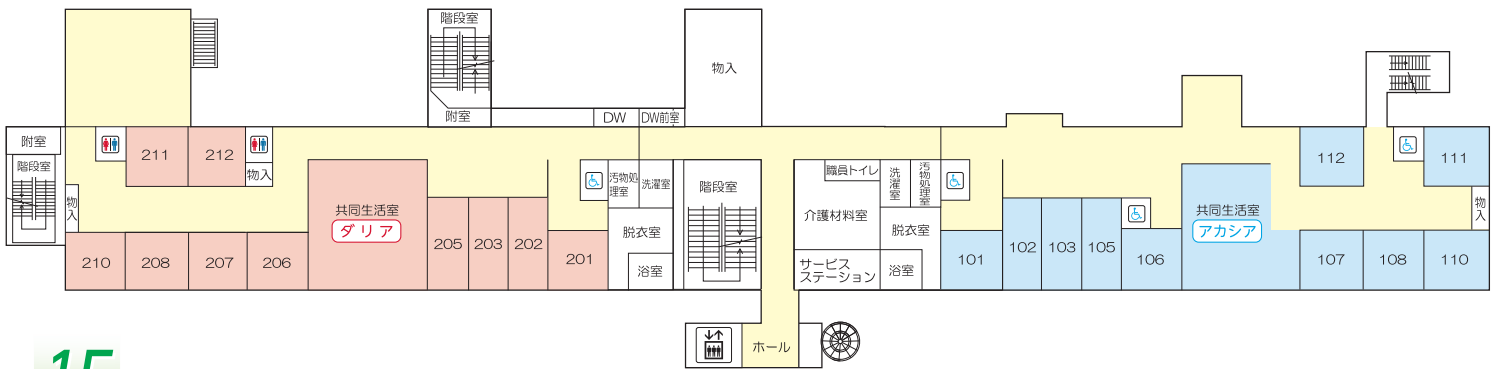 階段室
物入
附室
DW
DW前室
附室
階段室
物入
211
212
物入
共同生活室
ダリア
210
208
207
206
205
203
202
201
汚物処
理室
洗濯室
脱衣室
浴室
階段室
職員トイレ
介護材料室
洗濯室
汚物処理室
脱衣室
サービス
ステーション
浴室
101
102
103
105
106
共同生活室
アカシア
112
111
物入
107
108
110
ホール
1F